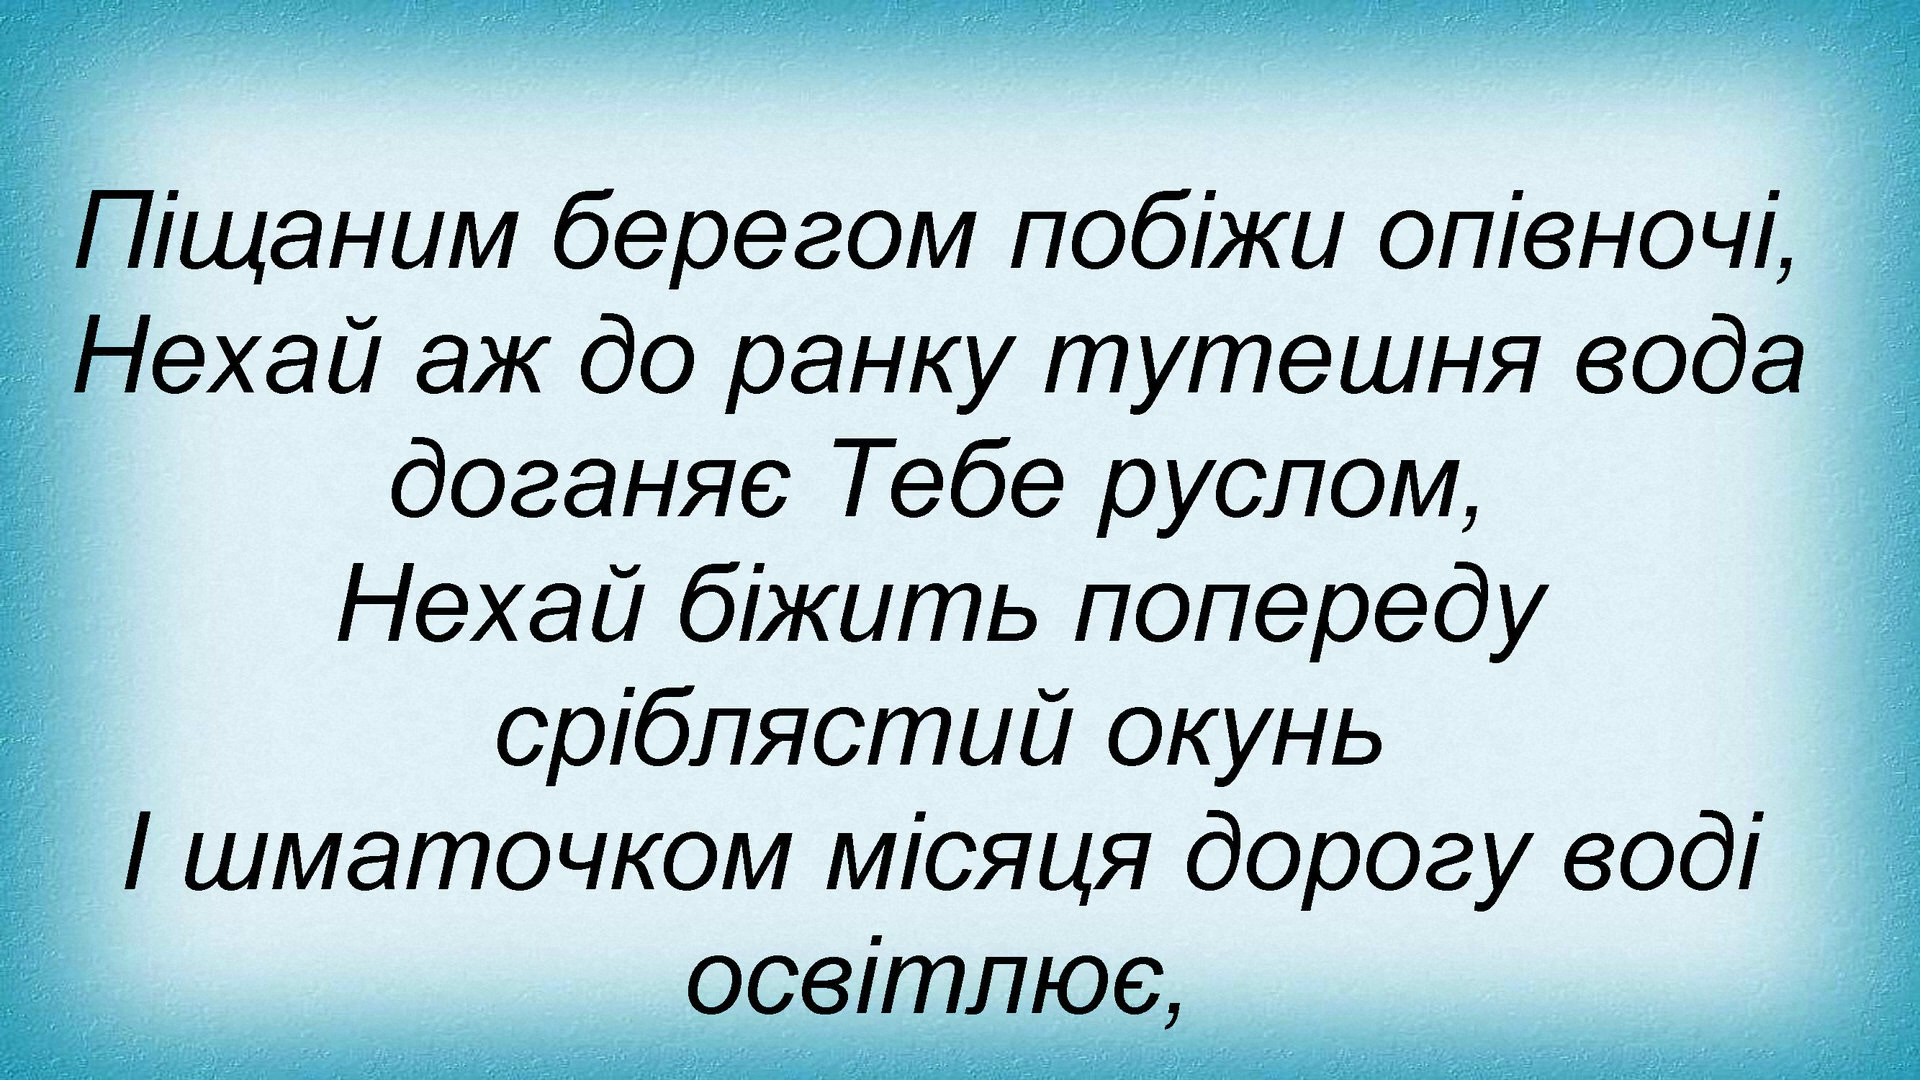 Піщаним берегом побіжи опівночі,
Нехай аж до ранку тутешня вода
доганяє Тебе руслом,
Нехай біжить попереду
сріблястий окунь
І шматочком місяця дорогу воді
освітлює,